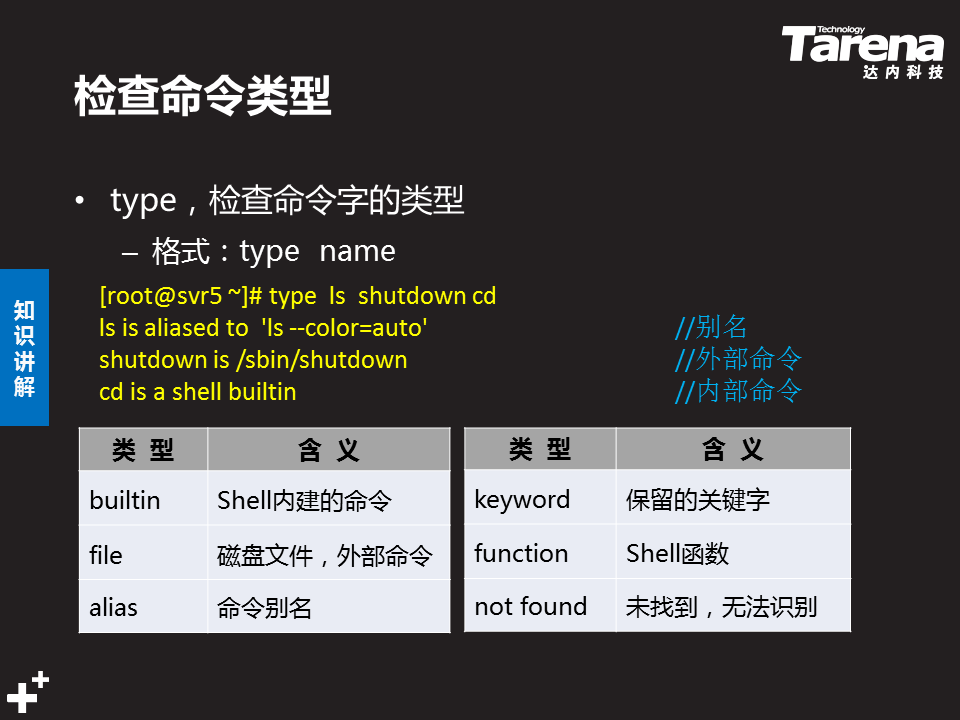 Technology
Tarena
达内科技
检查命令类型
• type，检查命令字的类型
– 格式：type name
知识讲解
[root@svr5 ~]# type ls shutdown cd
ls is aliased to 'ls --color=auto' //别名
shutdown is /sbin/shutdown //外部命令
cd is a shell builtin //内部命令
类 型 含 义
builtin Shell内建的命令
file 磁盘文件，外部命令
alias 命令别名
类 型 含 义
keyword 保留的关键字
function Shell函数
not found 未找到，无法识别